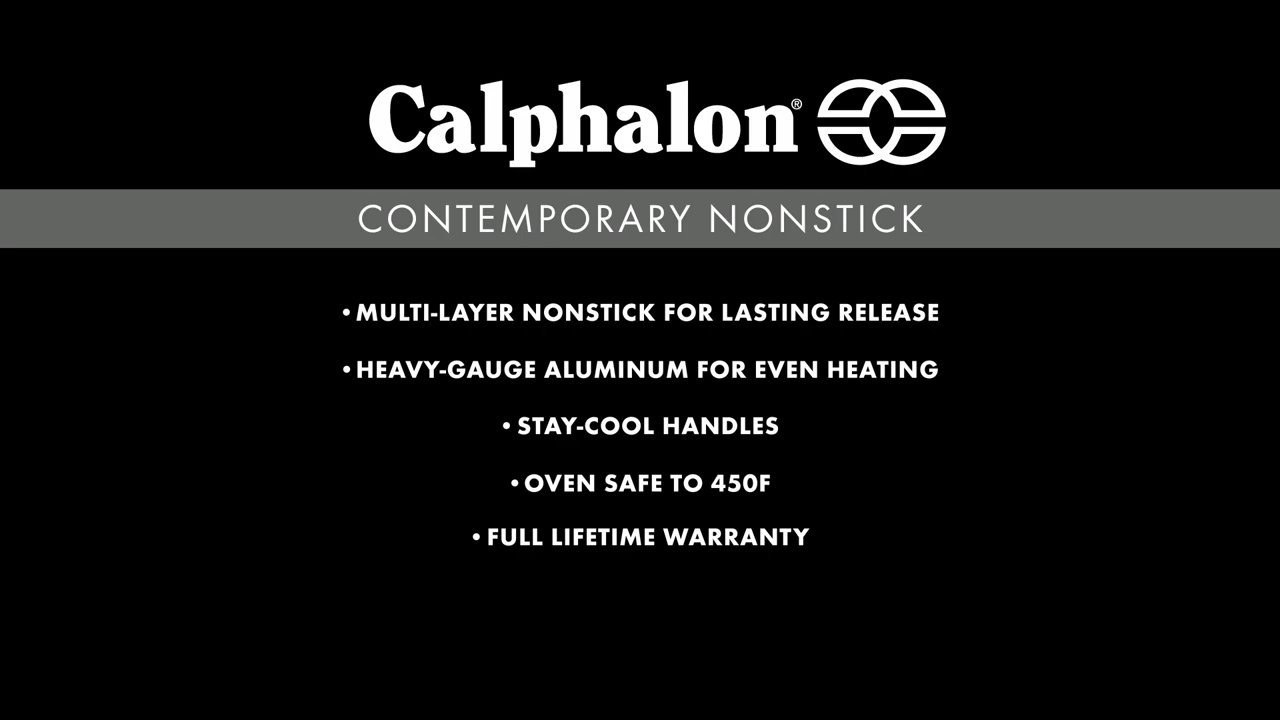 Calphalon®
CONTEMPORARY NONSTICK
• MULTI-LAYER NONSTICK FOR LASTING RELEASE
• HEAVY-GAUGE ALUMINUM FOR EVEN HEATING
• STAY-COOL HANDLES
• OVEN SAFE TO 450F
• FULL LIFETIME WARRANTY